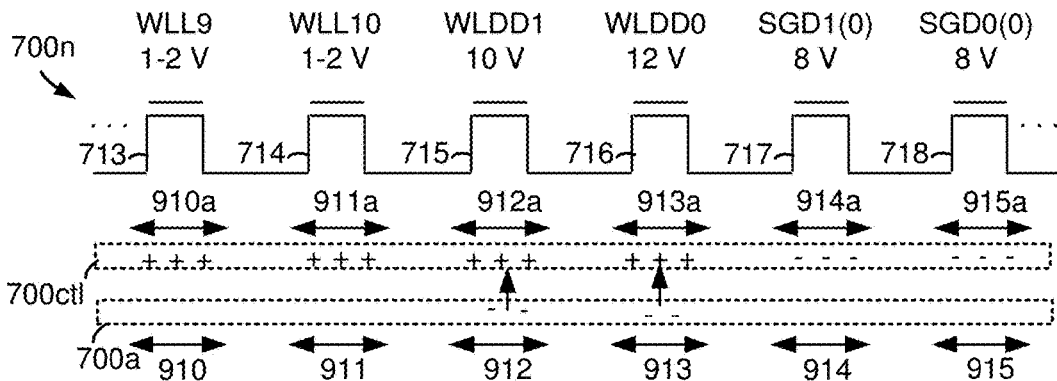 WLL9 WLL10 WLDD1 WLDD0 SGD1(0) SGD0(0)
700n 1-2 V 1-2 V 10 V 12 V 8 V 8 V
. . . . . .
713 714 715 716 717 718
910a 911a 912a 913a 914a 915a
+ + + + + + + + + + + + - - - - - -
700ctl
- - - -
700a 910 911 912 913 914 915